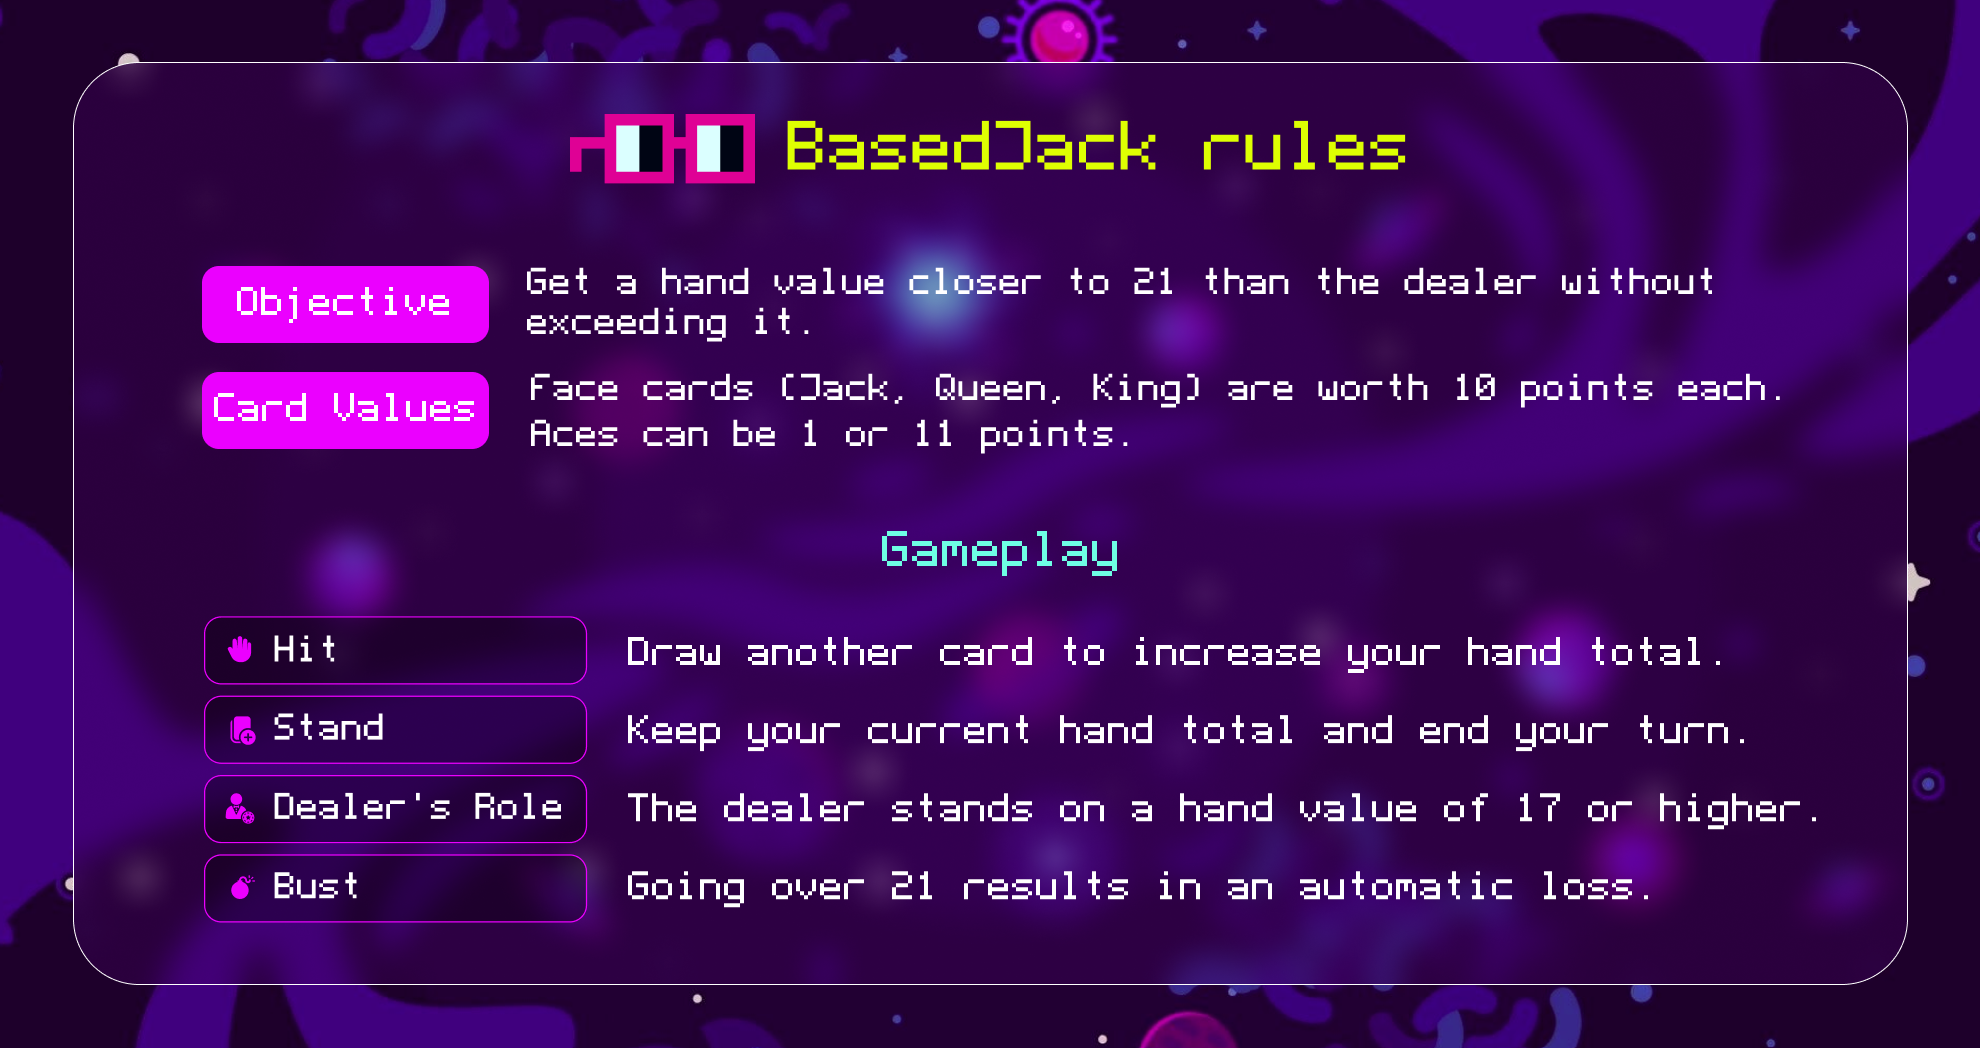 BasedJack rules
Objective
Get a hand value closer to 21 than the dealer without
exceeding it.
Card Values
Face cards (Jack, Queen, King) are worth 10 points each.
Aces can be 1 or 11 points.
Gameplay
Hit
Draw another card to increase your hand total.
Stand
Keep your current hand total and end your turn.
Dealer's Role
The dealer stands on a hand value of 17 or higher.
Bust
Going over 21 results in an automatic loss.